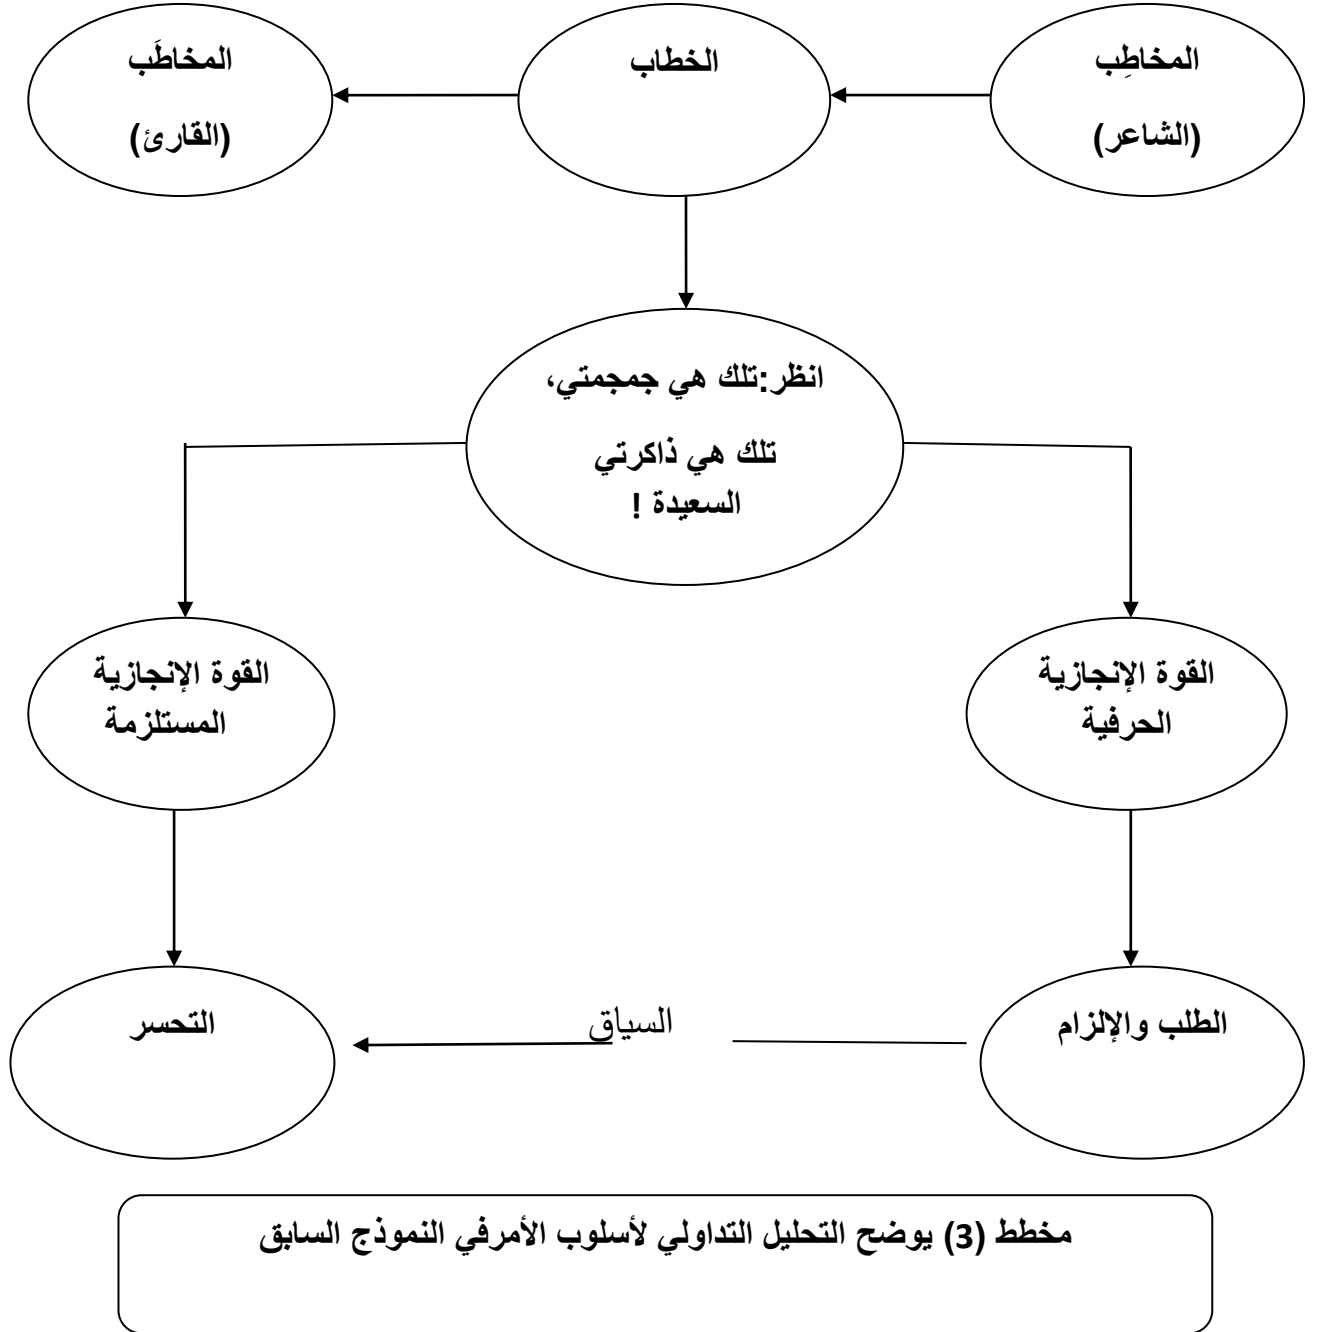 المخاطِب
(الشاعر)
الخطاب
المخاطَب
(القارئ)
انظر:تلك هي جمجمتي،
تلك هي ذاكرتي
السعيدة !
القوة الإنجازية
الحرفية
القوة الإنجازية
المستلزمة
الطلب والإلزام
السياق
التحسر
مخطط (3) يوضح التحليل التداولي لأسلوب الأمرفي النموذج السابق